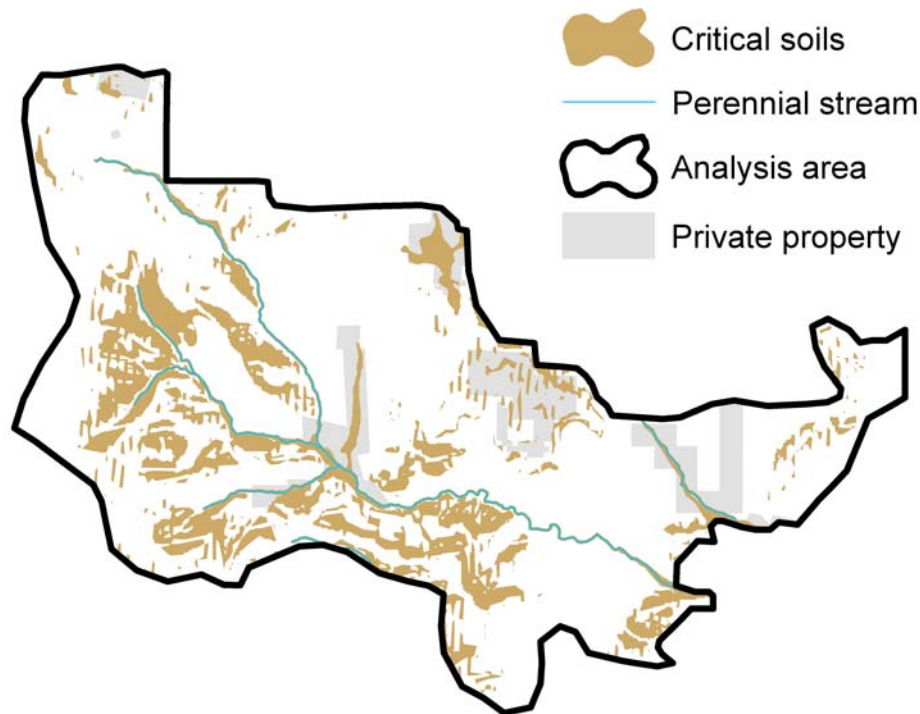 Critical soils
Perennial stream
Analysis area
Private property